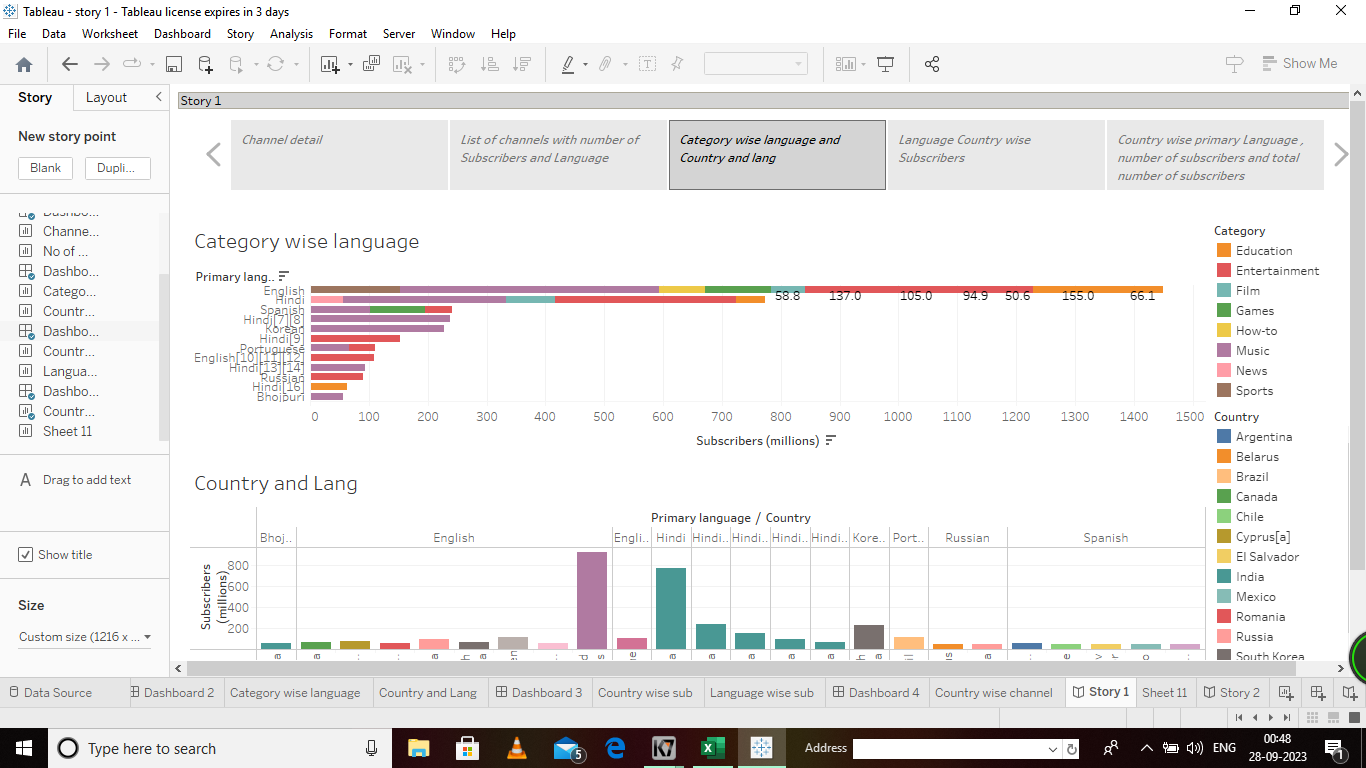 Tableau - story 1 - Tableau license expires in 3 days
File Data Worksheet Dashboard Story Analysis Format Server Window Help
Show Me
Story Layout
New story point
Blank Dupli...
Dashbo...
Channe...
No of ...
Dashbo...
Catego...
Countr...
Dashbo...
Countr...
Langua...
Dashbo...
Countr...
Sheet 11
A Drag to add text
Show title
Size
Custom size (1216 x ...
Story 1
Channel detail
List of channels with number of
Subscribers and Language
Category wise language and
Country and lang
Language Country wise
Subscribers
Country wise primary Language ,
number of subscribers and total
number of subscribers
Category wise language
Primary lang..
English
Hindi
Spanish
Hindi[7][8]
Korean
Hindi[9]
Portuguese
English[10][11][12]
Hindi[13][14]
Russian
Hindi[16]
Bhojpuri
58.8 137.0 105.0 94.9 50.6 155.0 66.1
0 100 200 300 400 500 600 700 800 900 1000 1100 1200 1300 1400 1500
Subscribers (millions)
Category
Education
Entertainment
Film
Games
How-to
Music
News
Sports
Country
Argentina
Belarus
Brazil
Canada
Chile
Cyprus[a]
El Salvador
India
Mexico
Romania
Russia
South Korea
Country and Lang
Primary language / Country
Bhoj.. English Engli.. Hindi Hindi.. Hindi.. Hindi.. Hindi.. Kore.. Port.. Russian Spanish
Subscribers
(millions)
800
600
400
200
Data Source Dashboard 2 Category wise language Country and Lang Dashboard 3 Country wise sub Language wise sub Dashboard 4 Country wise channel Story 1 Sheet 11 Story 2
Type here to search
5
Address
ENG
00:48
28-09-2023
1